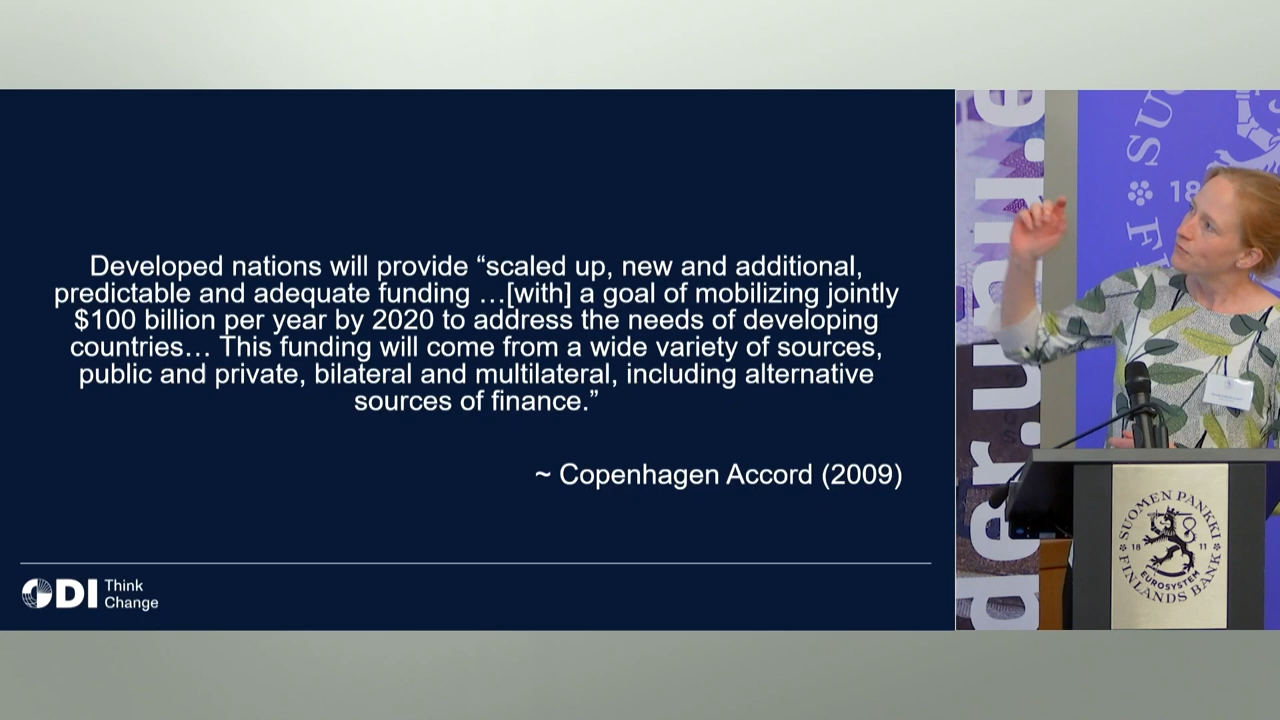 Developed nations will provide “scaled up, new and additional,
predictable and adequate funding …[with] a goal of mobilizing jointly
$100 billion per year by 2020 to address the needs of developing
countries… This funding will come from a wide variety of sources,
public and private, bilateral and multilateral, including alternative
sources of finance.”
~ Copenhagen Accord (2009)
ODI Think
Change
SUOMEN PANKKI
18 11
EUROSYSTEM
FINLANDS BANK